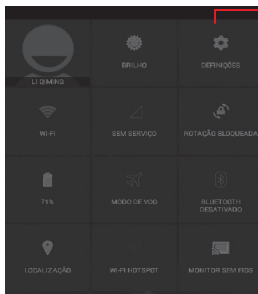 LI QIMING
BRILHO
DEFINIÇÕES
WI-FI
SEM SERVIÇO
ROTAÇÃO BLOQUEADA
71%
MODO DE VOO
BLUETOOTH
DESATIVADO
LOCALIZAÇÃO
WI-FI HOTSPOT
MONITOR SEM FIOS